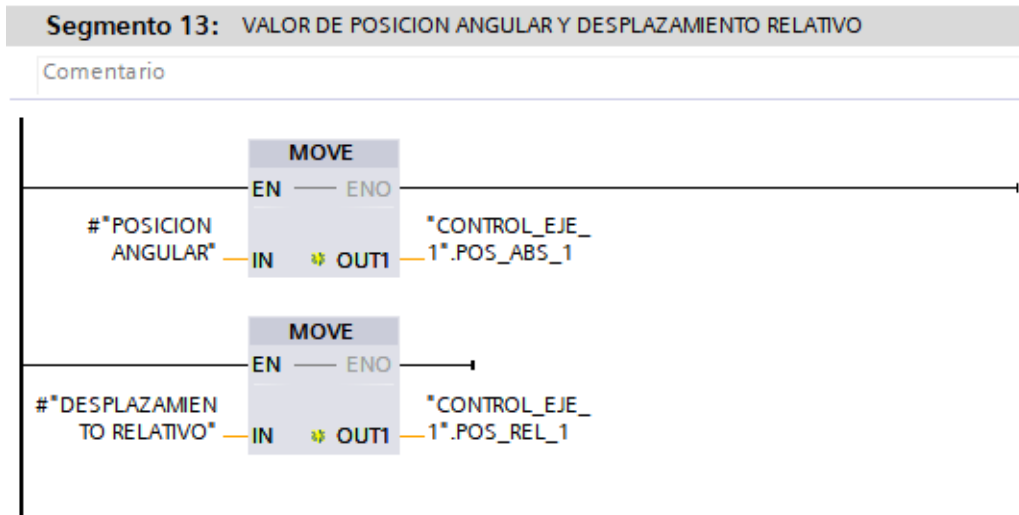 Segmento 13: VALOR DE POSICION ANGULAR Y DESPLAZAMIENTO RELATIVO
Comentario
MOVE
EN ENO
#"POSICION
ANGULAR"
IN OUT1
"CONTROL_EJE_
1".POS_ABS_1
MOVE
EN ENO
#"DESPLAZAMIEN
TO RELATIVO"
IN OUT1
"CONTROL_EJE_
1".POS_REL_1